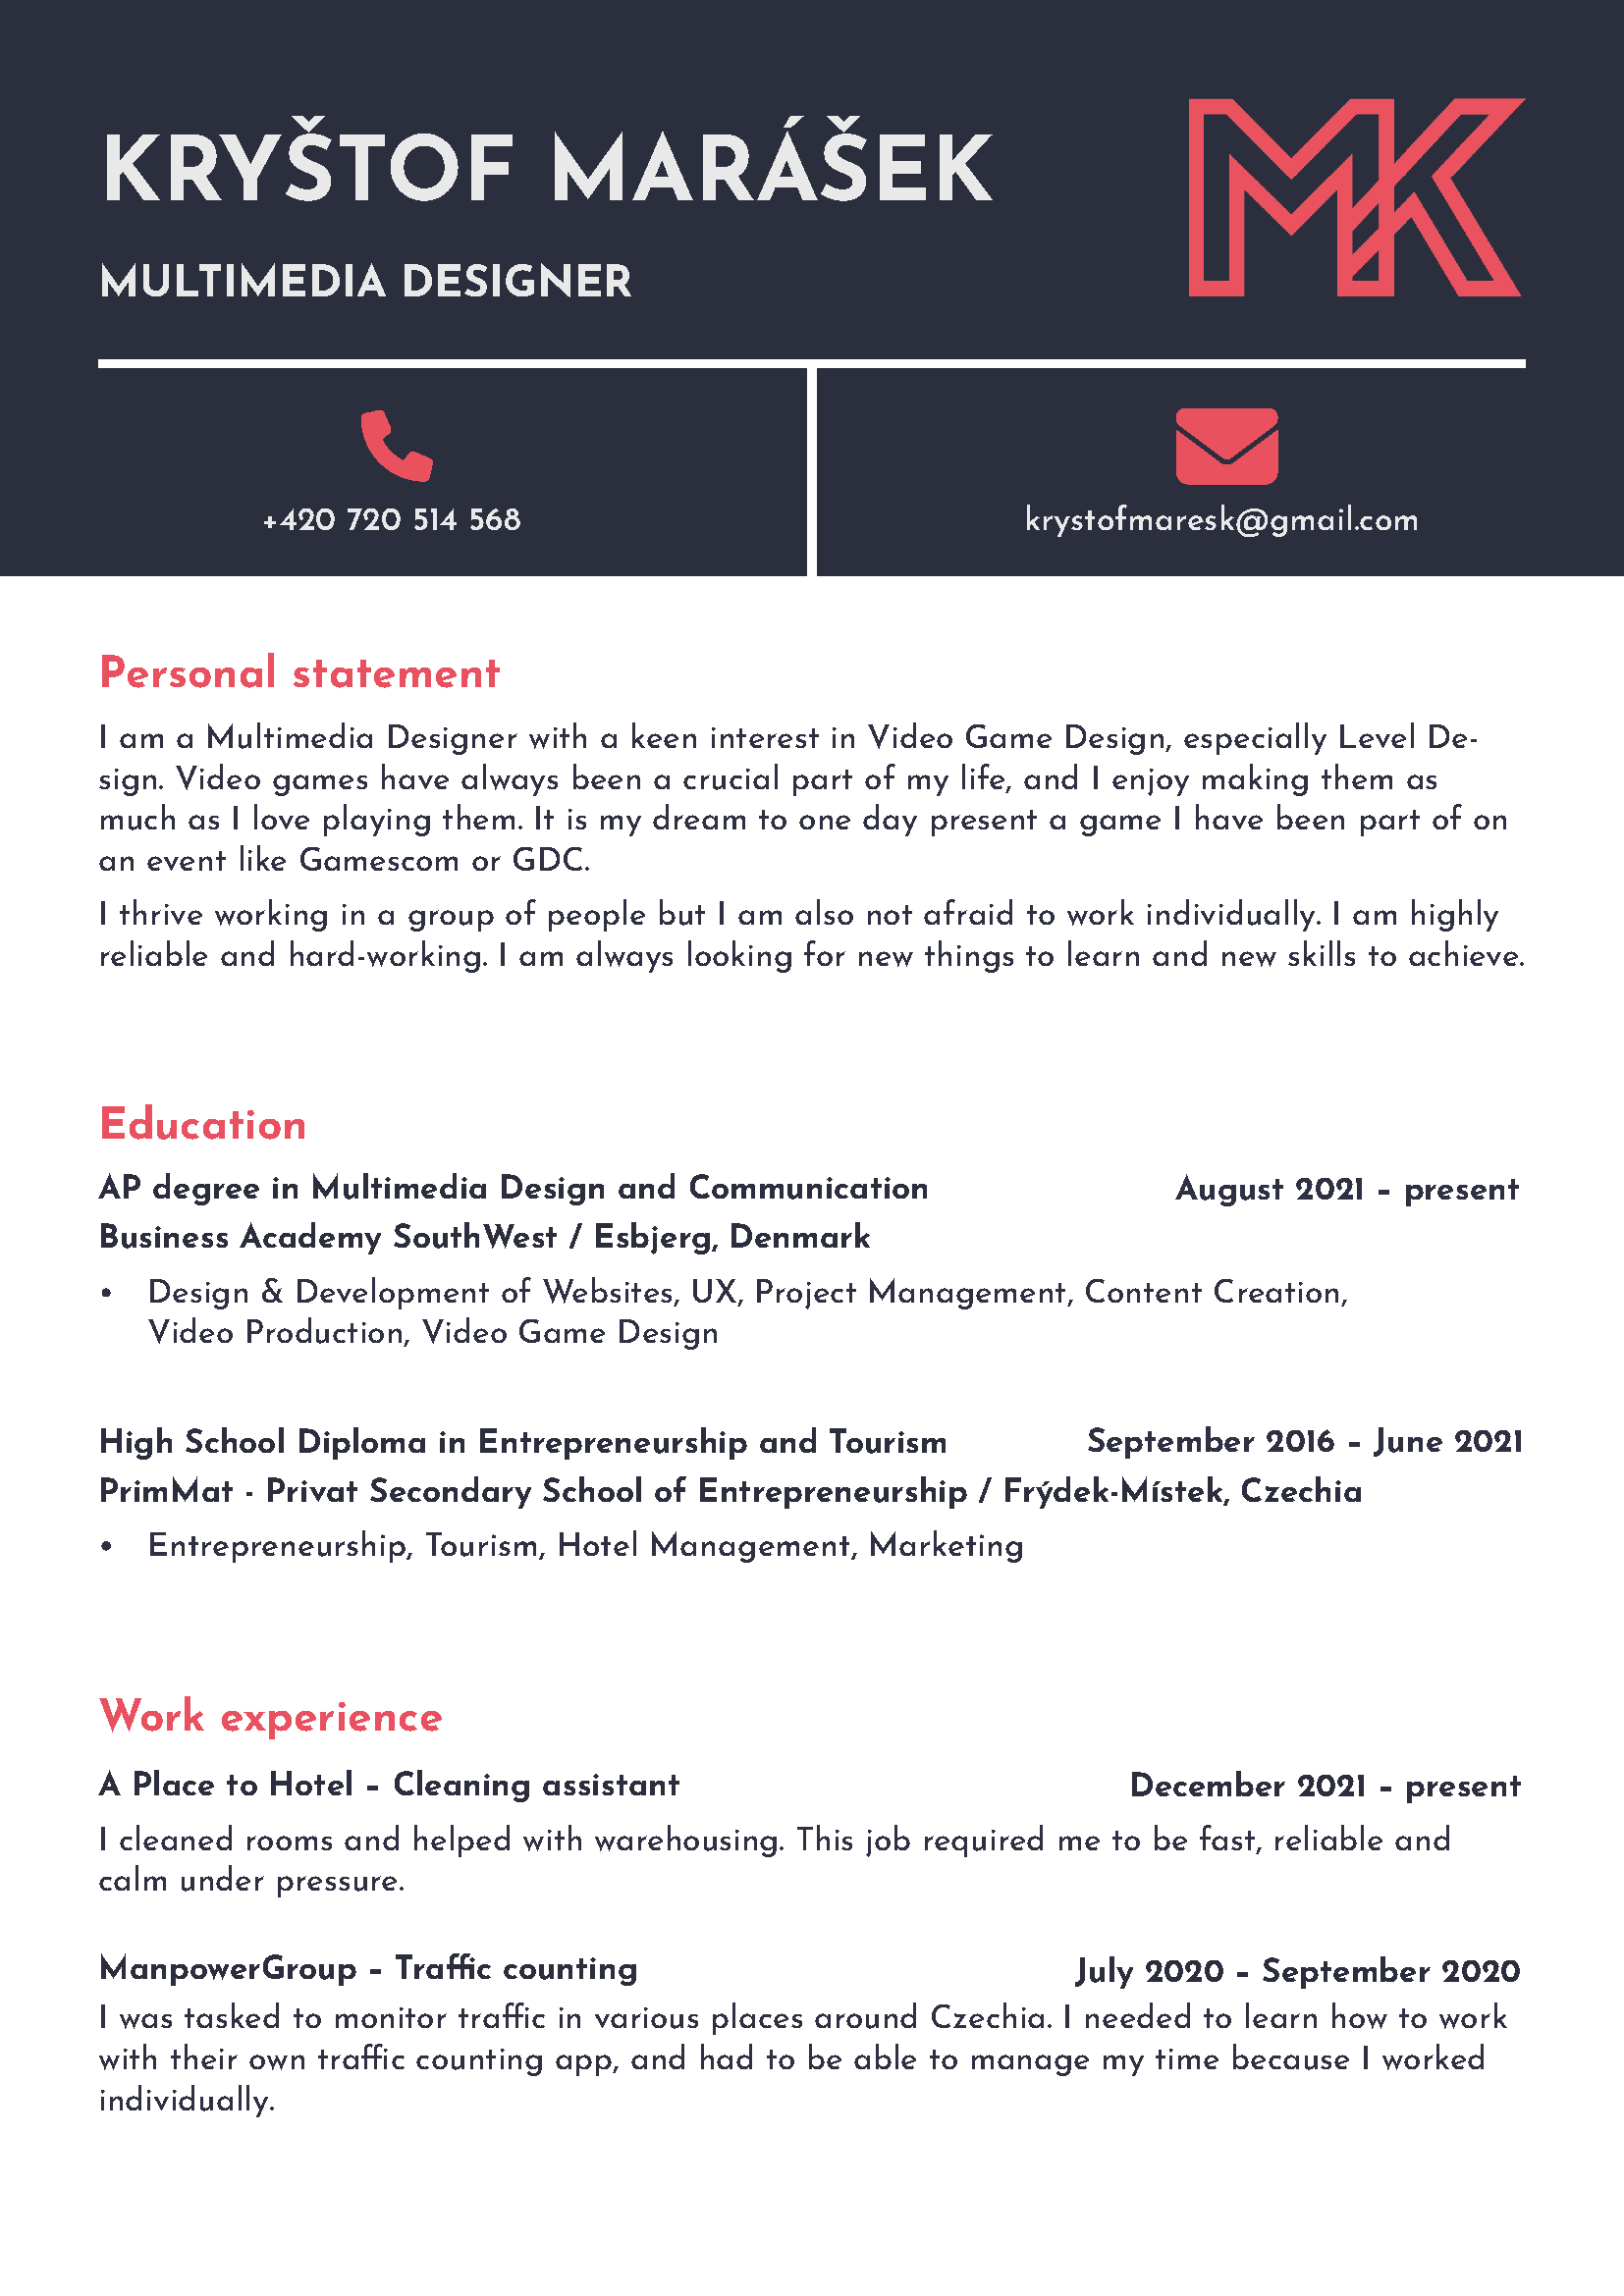 KRYŠTOF MARÁŠEK
MK
MULTIMEDIA DESIGNER
+420 720 514 568
krystofmaresk@gmail.com
Personal statement
I am a Multimedia Designer with a keen interest in Video Game Design, especially Level De-
sign. Video games have always been a crucial part of my life, and I enjoy making them as
much as I love playing them. It is my dream to one day present a game I have been part of on
an event like Gamescom or GDC.
I thrive working in a group of people but I am also not afraid to work individually. I am highly
reliable and hard-working. I am always looking for new things to learn and new skills to achieve.
Education
AP degree in Multimedia Design and Communication August 2021 – present
Business Academy SouthWest / Esbjerg, Denmark
• Design & Development of Websites, UX, Project Management, Content Creation,
Video Production, Video Game Design
High School Diploma in Entrepreneurship and Tourism September 2016 – June 2021
PrimMat - Privat Secondary School of Entrepreneurship / Frýdek-Místek, Czechia
• Entrepreneurship, Tourism, Hotel Management, Marketing
Work experience
A Place to Hotel – Cleaning assistant December 2021 – present
I cleaned rooms and helped with warehousing. This job required me to be fast, reliable and
calm under pressure.
ManpowerGroup – Traffic counting July 2020 – September 2020
I was tasked to monitor traffic in various places around Czechia. I needed to learn how to work
with their own traffic counting app, and had to be able to manage my time because I worked
individually.